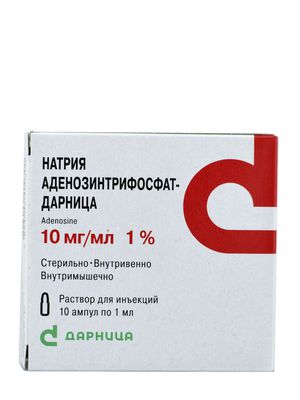 НАТРИЯ
АДЕНОЗИНТРИФОСФАТ-
ДАРНИЦА
Adenosine
10 мг/мл 1 %
Стерильно·Внутривенно
Внутримышечно
Раствор для инъекций
10 ампул по 1 мл
ДАРНИЦА